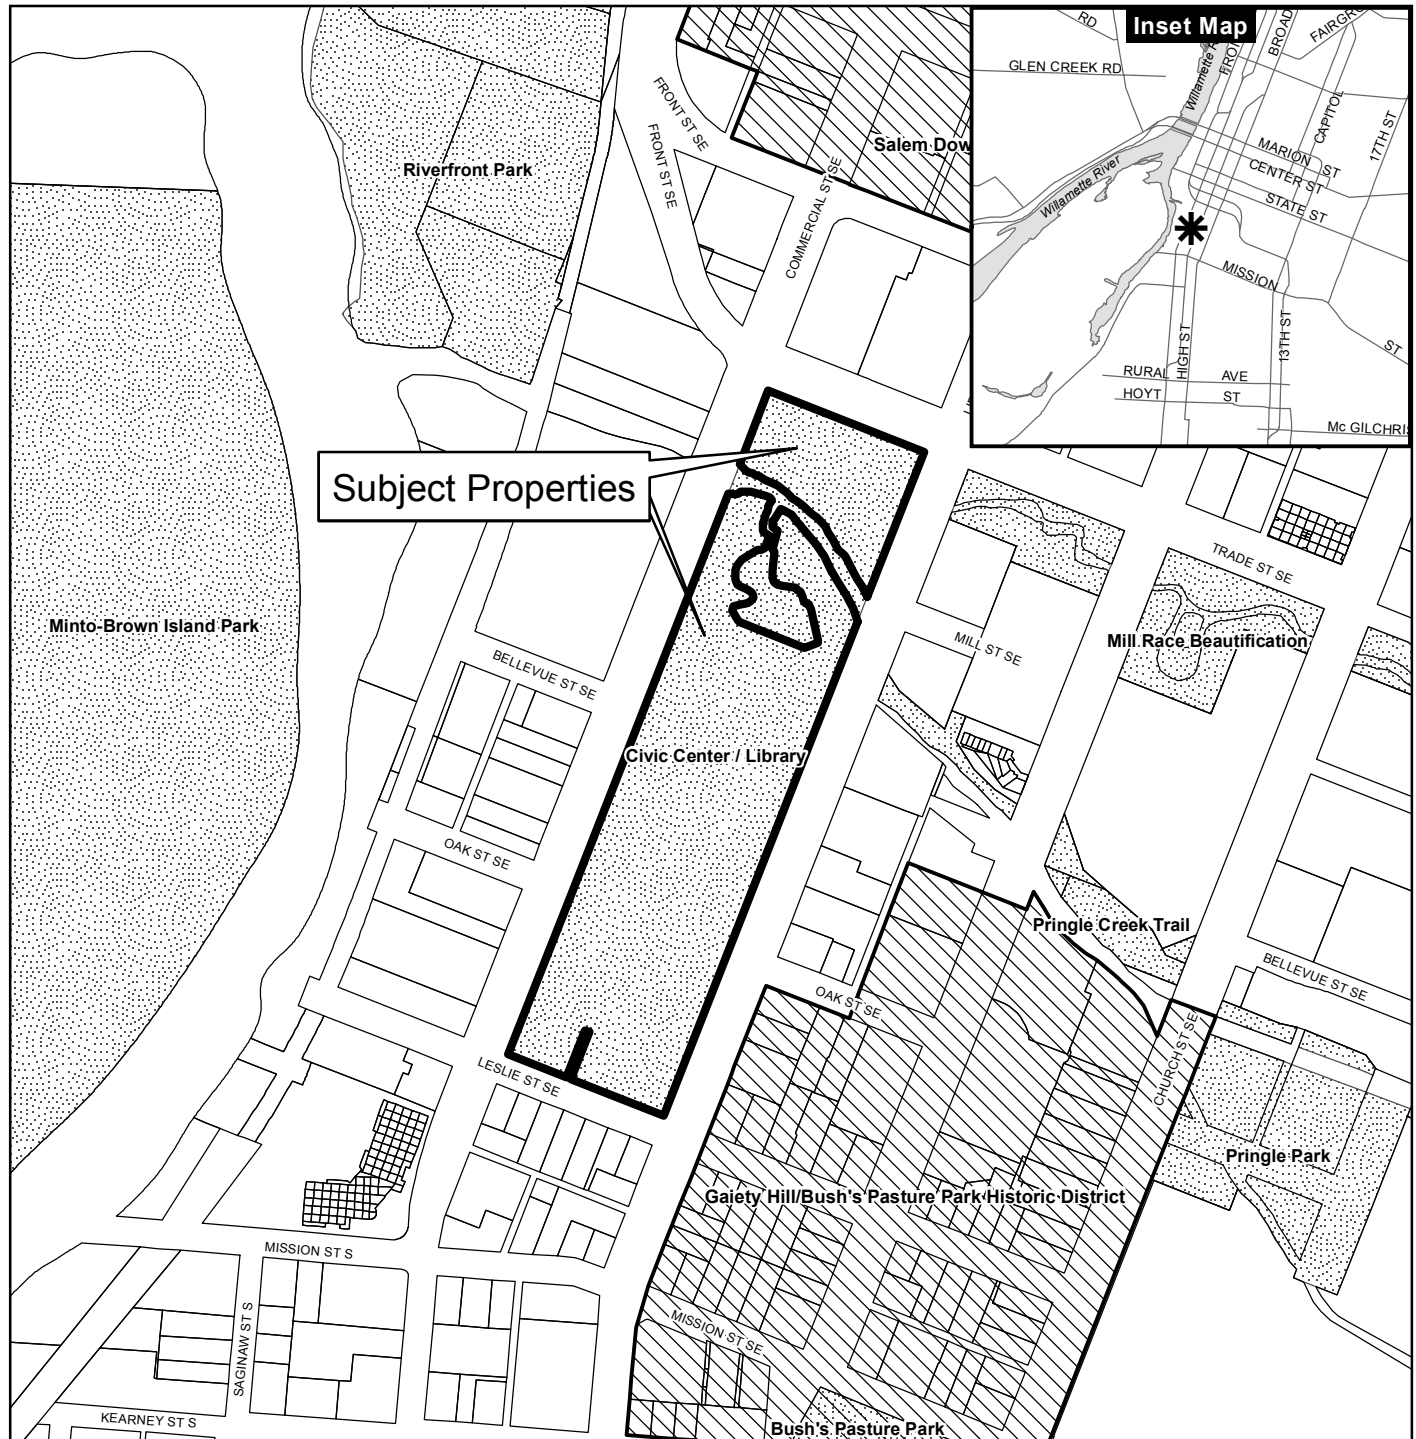 Inset Map
RD
FRON
BROAD
FAIRGRO
GLEN CREEK RD
Willamette R
CAPITOL
17TH ST
MARION ST
CENTER ST
STATE ST
Willamette River
MISSION
ST
HIGH ST
13TH ST
RURAL AVE
HOYT ST
Mc GILCHRIS
FRONT ST SE
FRONT ST SE
Salem Dow
Riverfront Park
COMMERCIAL ST SE
Subject Properties
TRADE ST SE
Minto-Brown Island Park
MILL ST SE
Mill Race Beautification
BELLEVUE ST SE
Civic Center / Library
OAK ST SE
Pringle Creek Trail
BELLEVUE ST SE
OAK ST SE
CHURCH ST SE
LESLIE ST SE
Pringle Park
Gaiety Hill/Bush's Pasture Park Historic District
MISSION ST S
MISSION ST SE
SAGINAW ST S
KEARNEY ST S
Bush's Pasture Park